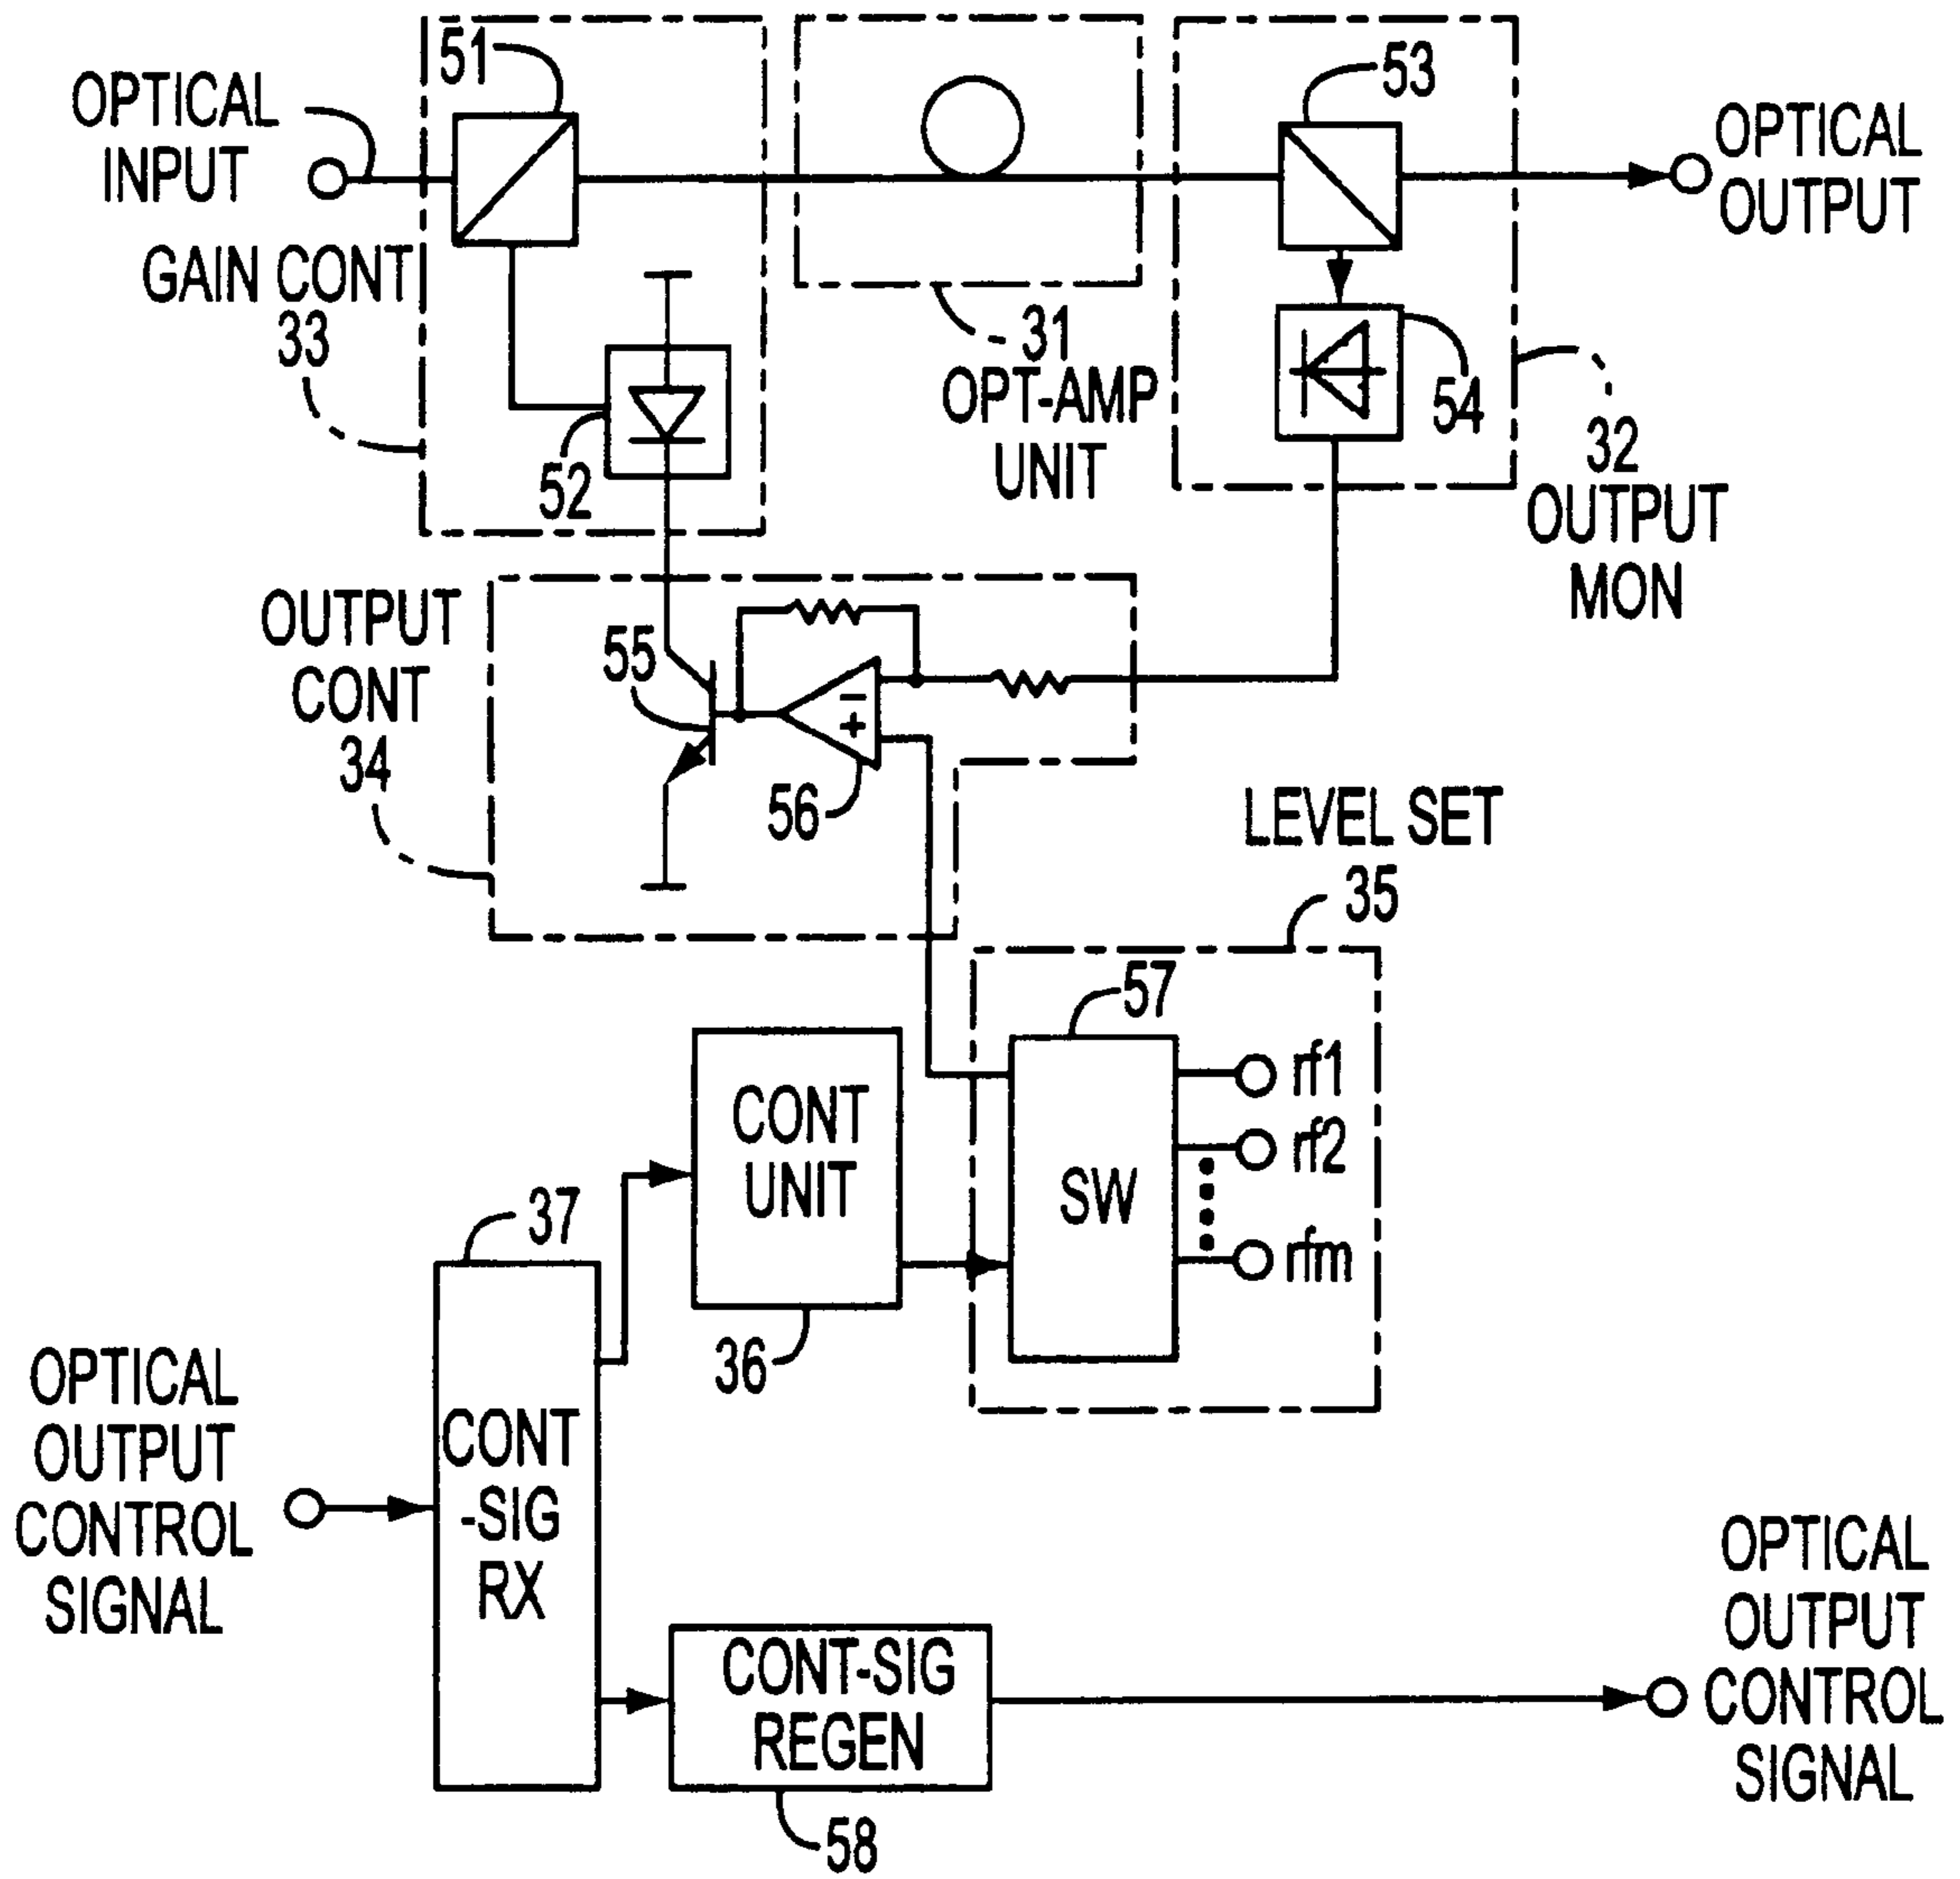 51
OPTICAL
INPUT
GAIN CONT
33
52
31
OPT-AMP
UNIT
53
OPTICAL
OUTPUT
54
32
OUTPUT
MON
OUTPUT
CONT
34
55
−
+
56
LEVEL SET
35
57
SW
rf1
rf2
rfm
CONT
UNIT
36
37
CONT
-SIG
RX
OPTICAL
OUTPUT
CONTROL
SIGNAL
CONT-SIG
REGEN
58
OPTICAL
OUTPUT
CONTROL
SIGNAL